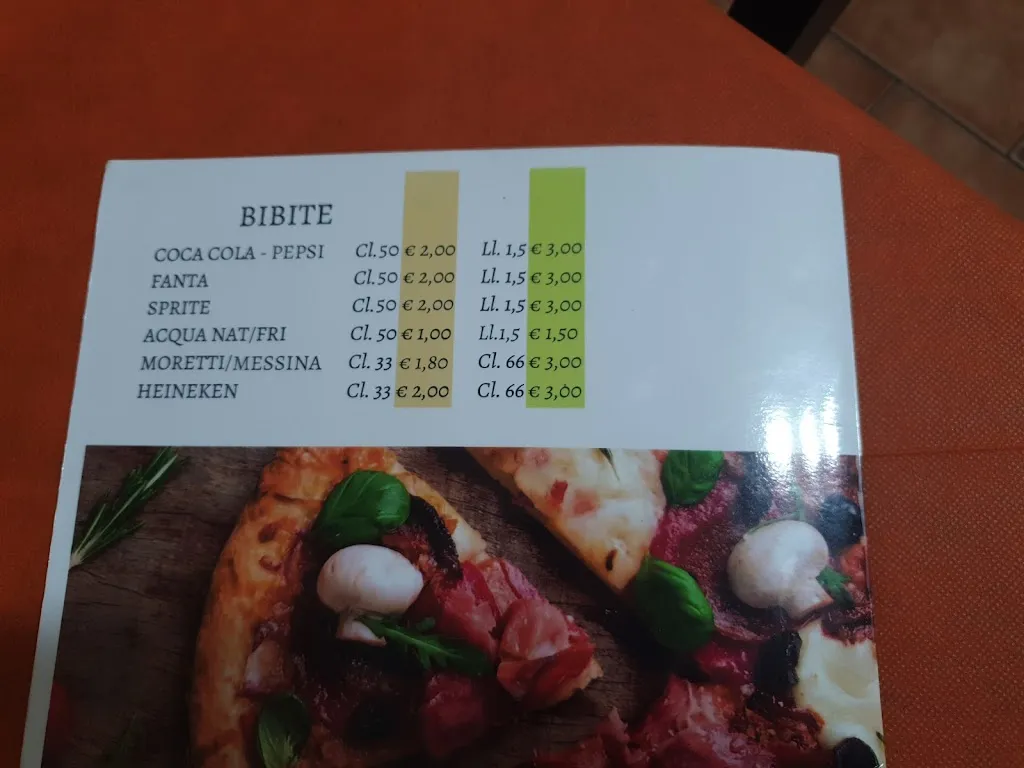 BIBITE
COCA COLA - PEPSI Cl.50 € 2,00 Ll. 1,5 € 3,00
FANTA Cl.50 € 2,00 Ll. 1,5 € 3,00
SPRITE Cl.50 € 2,00 Ll. 1,5 € 3,00
ACQUA NAT/FRI Cl. 50 € 1,00 Ll.1,5 € 1,50
MORETTI/MESSINA Cl. 33 € 1,80 Cl. 66 € 3,00
HEINEKEN Cl. 33 € 2,00 Cl. 66 € 3,00